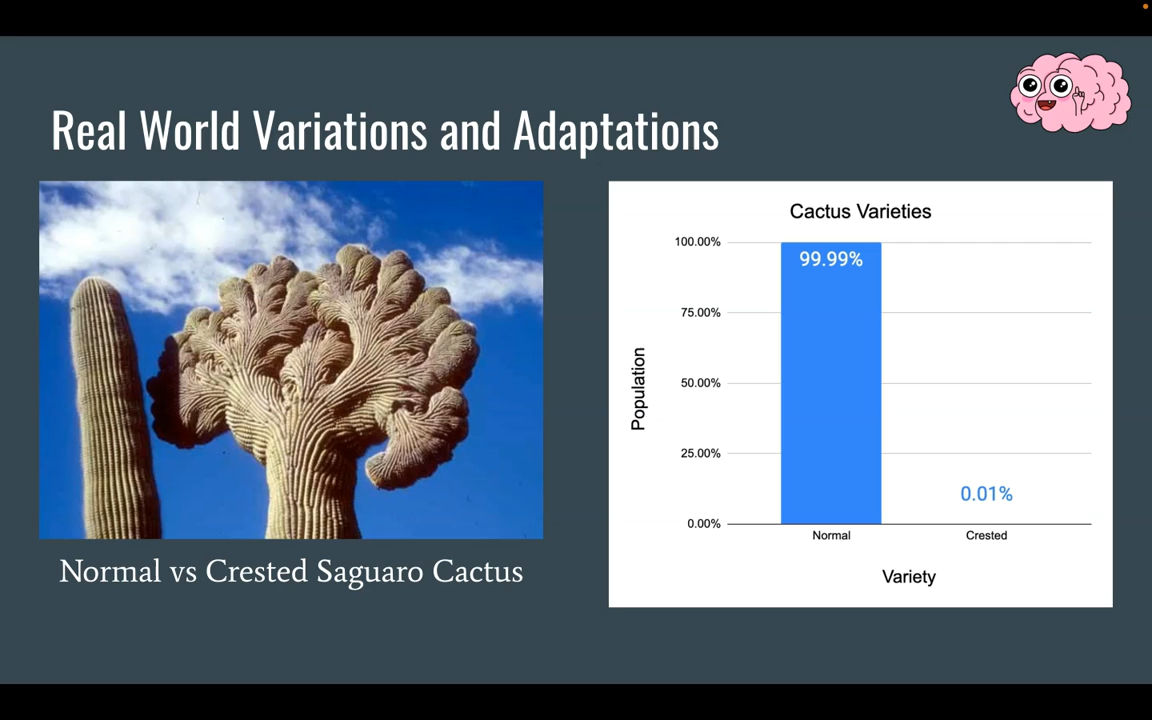 Real World Variations and Adaptations
Normal vs Crested Saguaro Cactus
Cactus Varieties
Population
100.00%
75.00%
50.00%
25.00%
0.00%
99.99%
0.01%
Normal
Crested
Variety